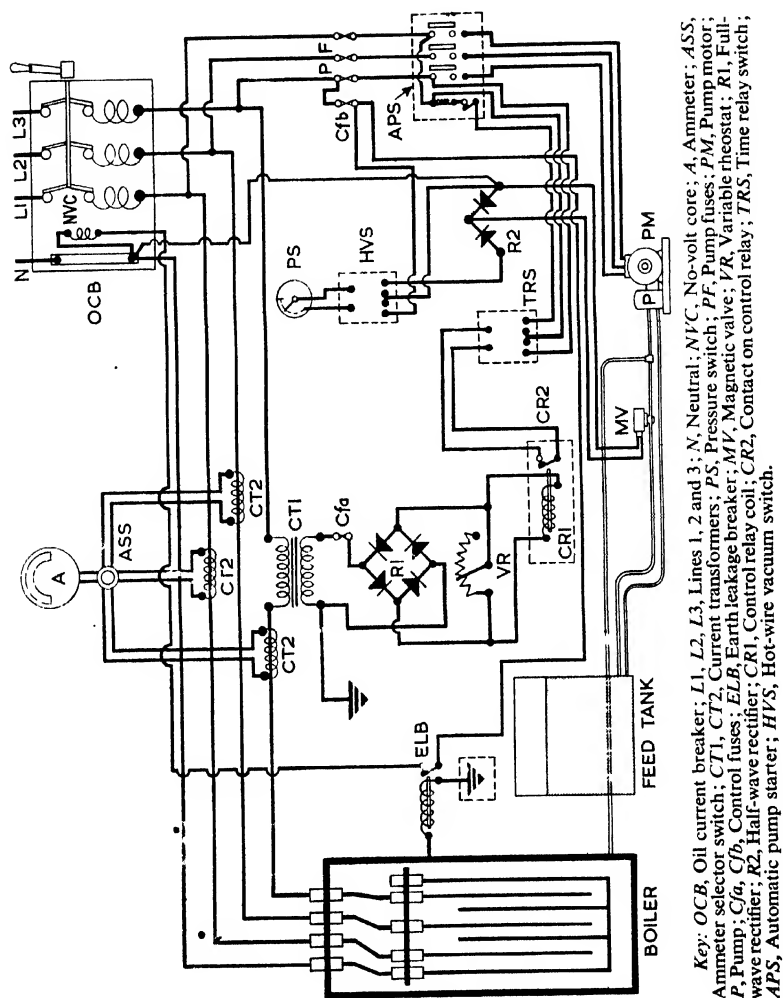 N L1 L2 L3
NVC
OCB
A
ASS
CT2
CT2
CT2
CT1
Cfa
R1
VR
CR1
CR2
PS
HVS
TRS
R2
Cfb
P F
APS
ELB
MV
P
PM
BOILER
FEED TANK
Key: OCB, Oil current breaker; L1, L2, L3, Lines 1, 2 and 3; N, Neutral; NVC, No-volt core; A, Ammeter; ASS,
Ammeter selector switch; CT1, CT2, Current transformers; PS, Pressure switch; PF, Pump fuses; PM, Pump motor;
P, Pump; Cfa, Cfb, Control fuses; ELB, Earth leakage breaker; MV, Magnetic valve; VR, Variable rheostat; R1, Full-
wave rectifier; R2, Half-wave rectifier; CR1, Control relay coil; CR2, Contact on control relay; TRS, Time relay switch;
APS, Automatic pump starter; HVS, Hot-wire vacuum switch.